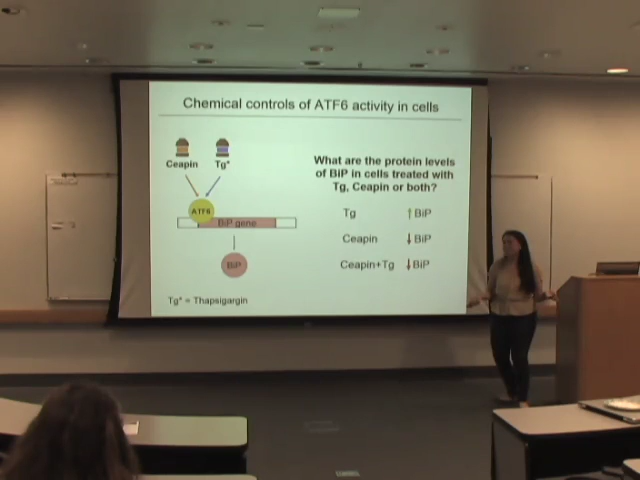 Chemical controls of ATF6 activity in cells
Ceapin Tg*
ATF6
BiP gene
BiP
Tg* = Thapsigargin
What are the protein levels
of BiP in cells treated with
Tg, Ceapin or both?
Tg ↑ BiP
Ceapin ↓ BiP
Ceapin+Tg ↓ BiP